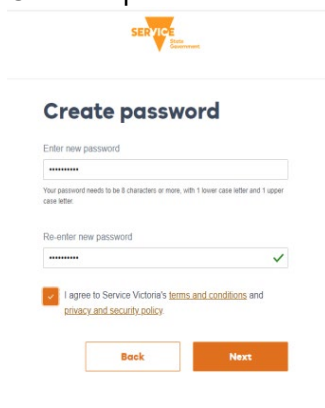 SERVICE
State
Government
Create password
Enter new password
••••••••••
Your password needs to be 8 characters or more, with 1 lower case letter and 1 upper
case letter.
Re-enter new password
••••••••••
I agree to Service Victoria's terms and conditions and
privacy and security policy.
Back Next